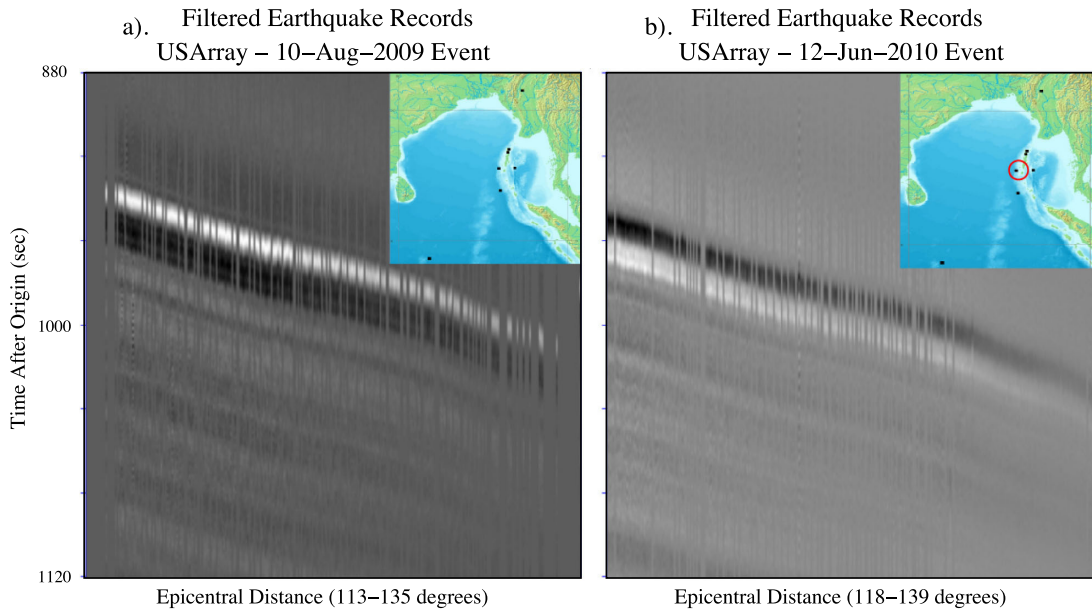 a).
Filtered Earthquake Records
USArray – 10–Aug–2009 Event
b).
Filtered Earthquake Records
USArray – 12–Jun–2010 Event
880
1000
1120
Time After Origin (sec)
Epicentral Distance (113–135 degrees)
Epicentral Distance (118–139 degrees)